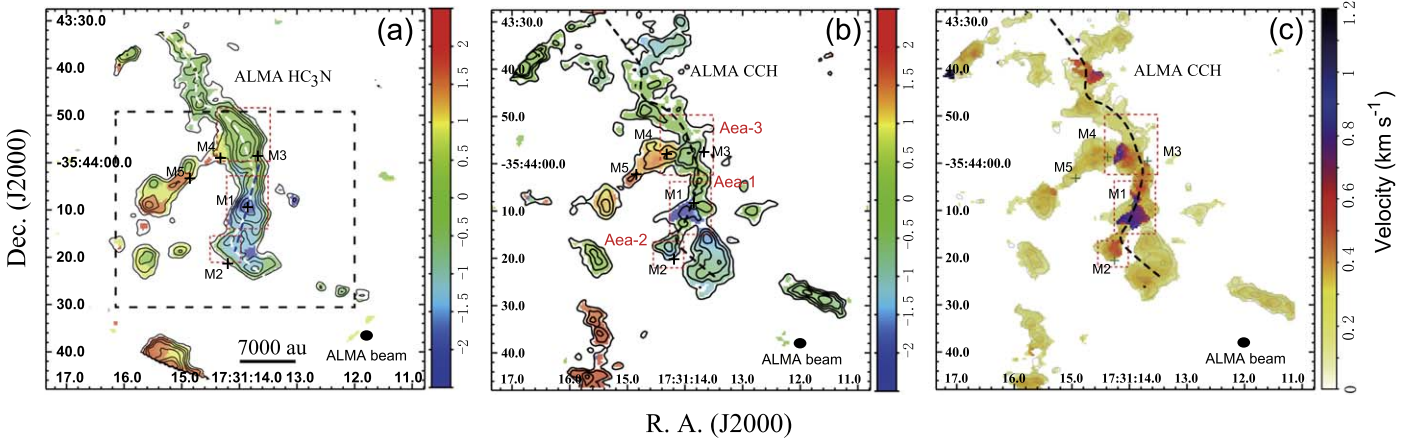 (a)
ALMA HC3N
43:30.0
40.0
50.0
-35:44:00.0
10.0
20.0
30.0
40.0
M4
M3
M5
M1
M2
7000 au
ALMA beam
17.0 16.0 15.0 17:31:14.0 13.0 12.0 11.0
2
1.5
1
0.5
0
−0.5
−1
−1.5
−2
(b)
ALMA CCH
43:30.0
40.0
50.0
-35:44:00.0
10.0
20.0
30.0
40.0
Aea-3
M4
M3
M5
Aea-1
M1
Aea-2
M2
ALMA beam
17.0 16.0 15.0 17:31:14.0 13.0 12.0 11.0
2
1.5
1
0.5
0
−0.5
−1
−1.5
−2
(c)
ALMA CCH
43:30.0
40.0
50.0
-35:44:00.0
10.0
20.0
30.0
40.0
M4
M3
M5
M1
M2
ALMA beam
17.0 16.0 15.0 17:31:14.0 13.0 12.0 11.0
1.2
1
0.8
0.6
0.4
0.2
0
Velocity (km s-1)
Dec. (J2000)
R. A. (J2000)